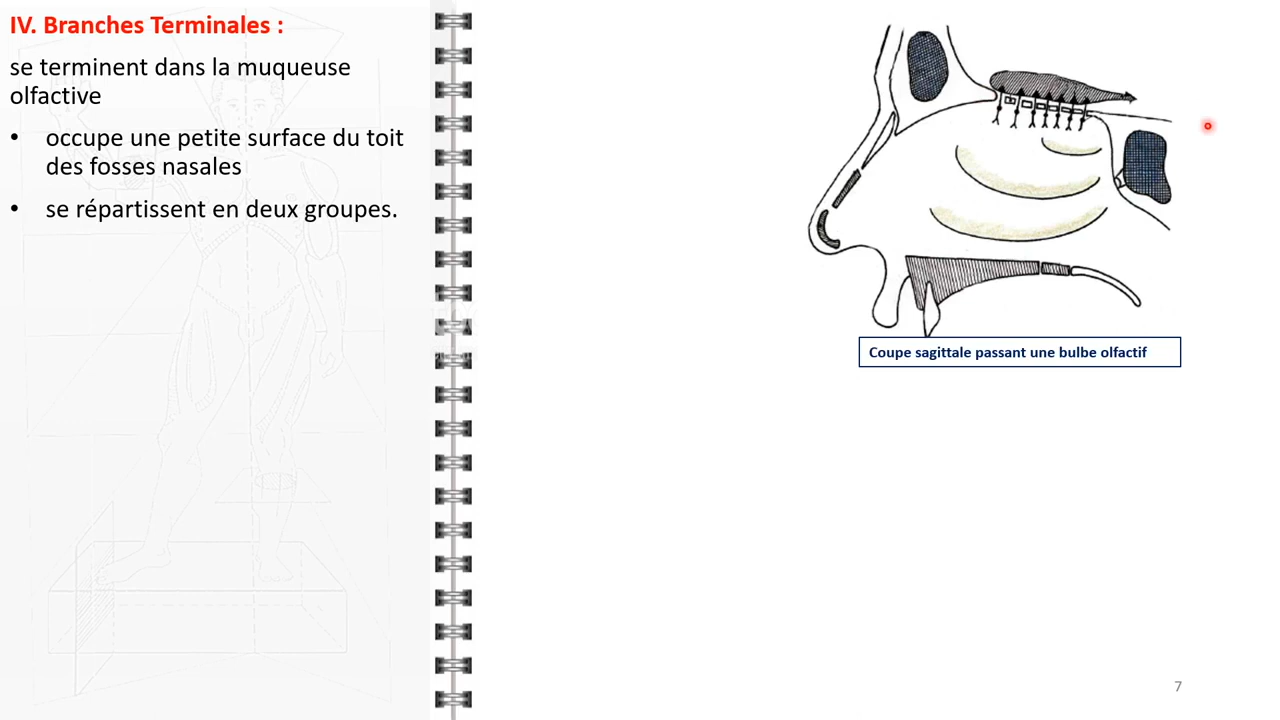 IV. Branches Terminales :
se terminent dans la muqueuse
olfactive
• occupe une petite surface du toit
des fosses nasales
• se répartissent en deux groupes.
Coupe sagittale passant une bulbe olfactif
7